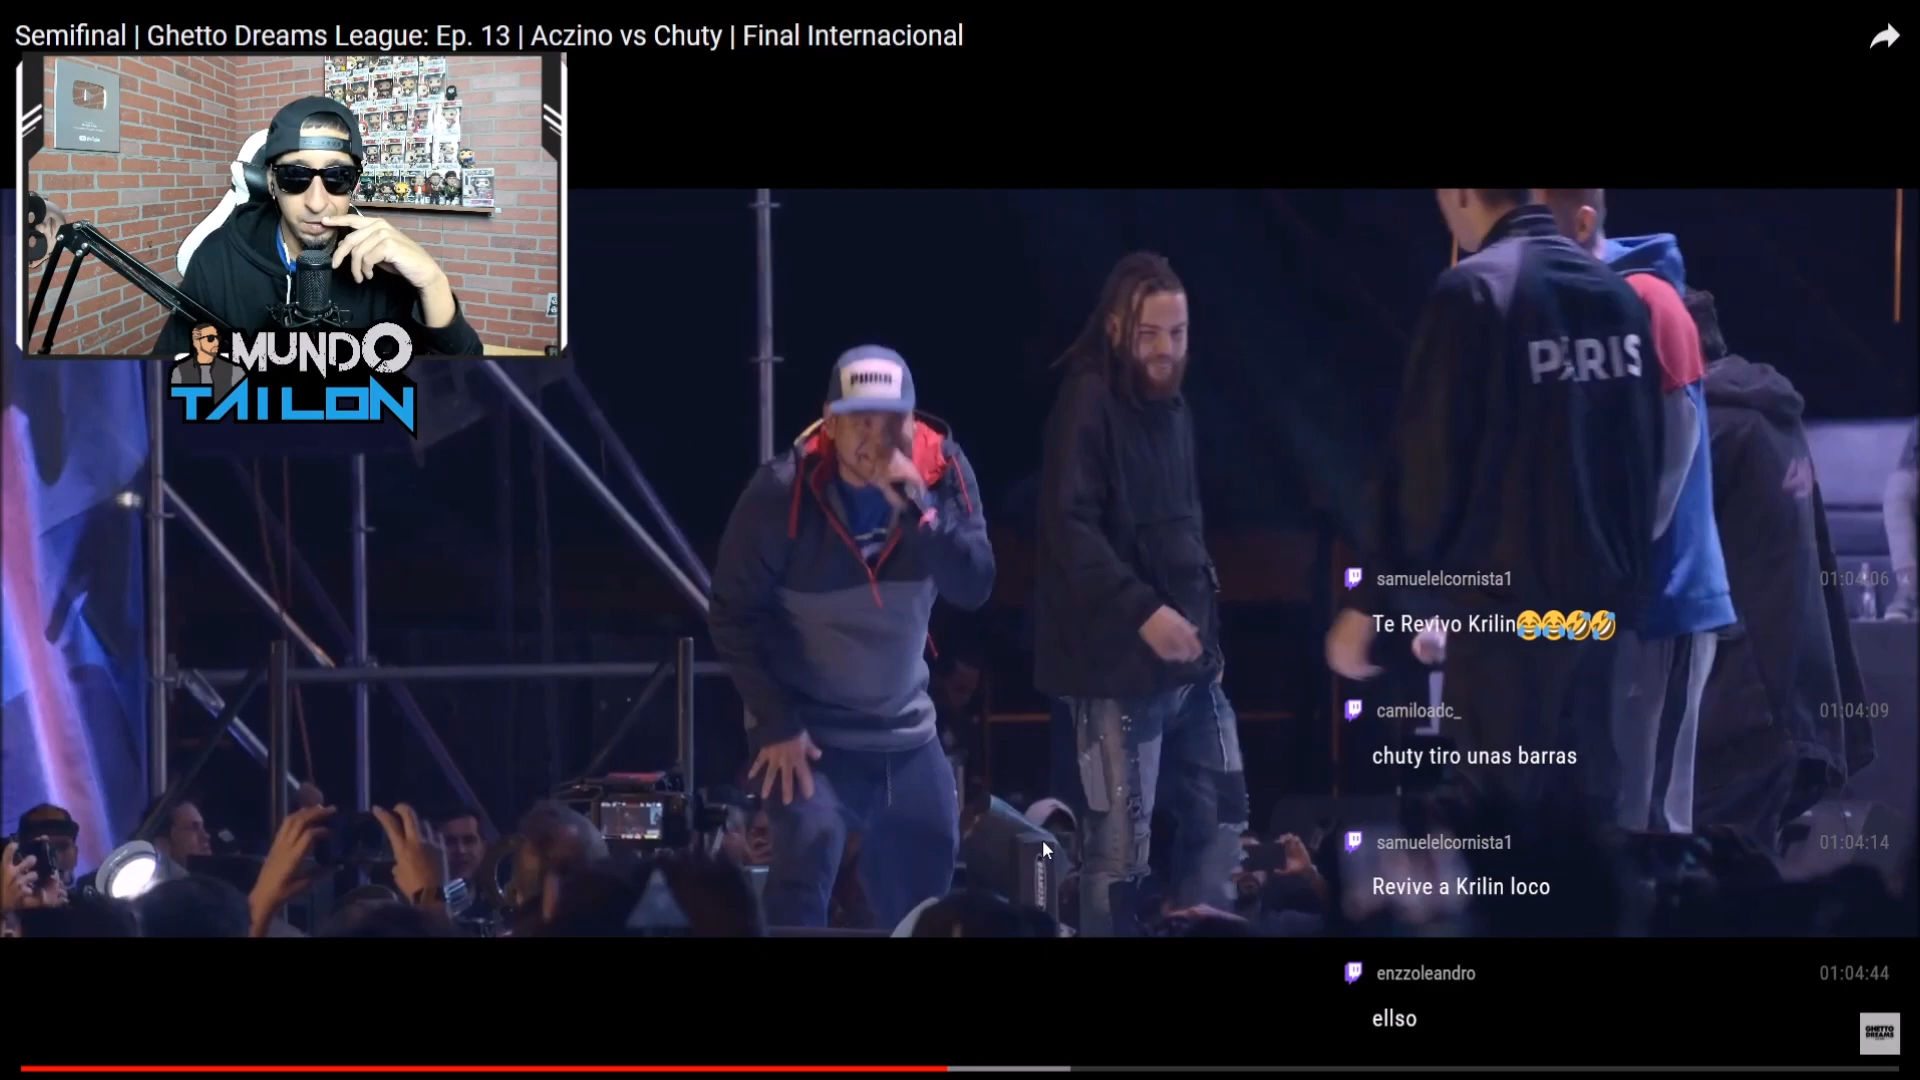 Semifinal | Ghetto Dreams League: Ep. 13 | Aczino vs Chuty | Final Internacional
MUNDO
TAILON
PUMA
PARIS
samuelelcornista1 01:04:06
Te Revivo Krilin😂😂🤣🤣
camiloadc_ 01:04:09
chuty tiro unas barras
samuelelcornista1 01:04:14
Revive a Krilin loco
enzzoleandro 01:04:44
ellso
GHETTO
DREAMS